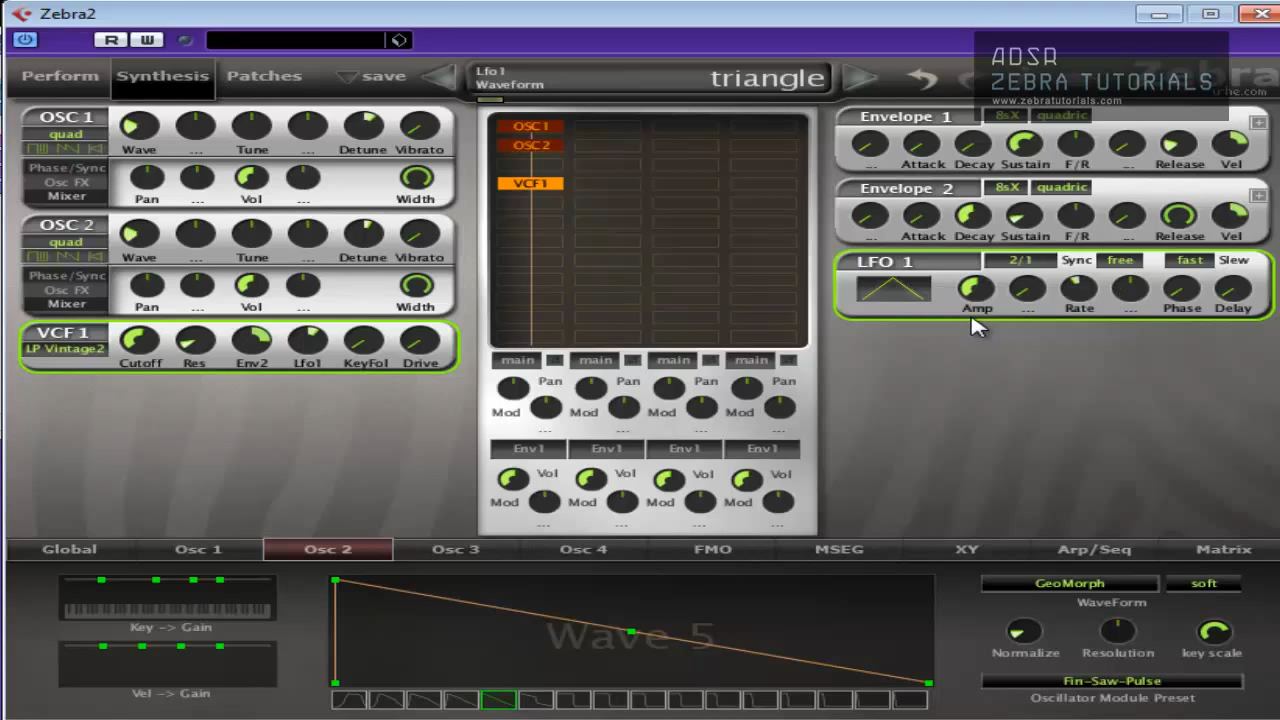 Zebra2
R W
ADSR
ZEBRA TUTORIALS
www.zebratutorials.com
Perform Synthesis Patches save
Lfo1
Waveform
triangle
OSC 1
quad
Wave ... Tune ... Detune Vibrato
Phase/Sync
Osc FX
Mixer
Pan ... Vol ... Width
OSC 2
quad
Wave ... Tune ... Detune Vibrato
Phase/Sync
Osc FX
Mixer
Pan ... Vol ... Width
VCF 1
LP Vintage2
Cutoff Res Env2 Lfo1 KeyFol Drive
OSC 1
OSC 2
VCF1
main main main main
Pan Pan Pan Pan
Mod Mod Mod Mod
... ... ... ...
Env1 Env1 Env1 Env1
Vol Vol Vol Vol
Mod Mod Mod Mod
... ... ... ...
Envelope 1 8sX quadric
... Attack Decay Sustain F/R ... Release Vel
Envelope 2 8sX quadric
... Attack Decay Sustain F/R ... Release Vel
LFO 1 2/1 Sync free fast Slew
Amp ... Rate ... Phase Delay
Global Osc 1 Osc 2 Osc 3 Osc 4 FMO MSEG XY Arp/Seq Matrix
Key -> Gain
Vel -> Gain
Wave 5
GeoMorph soft
WaveForm
Normalize Resolution key scale
Fin-Saw-Pulse
Oscillator Module Preset